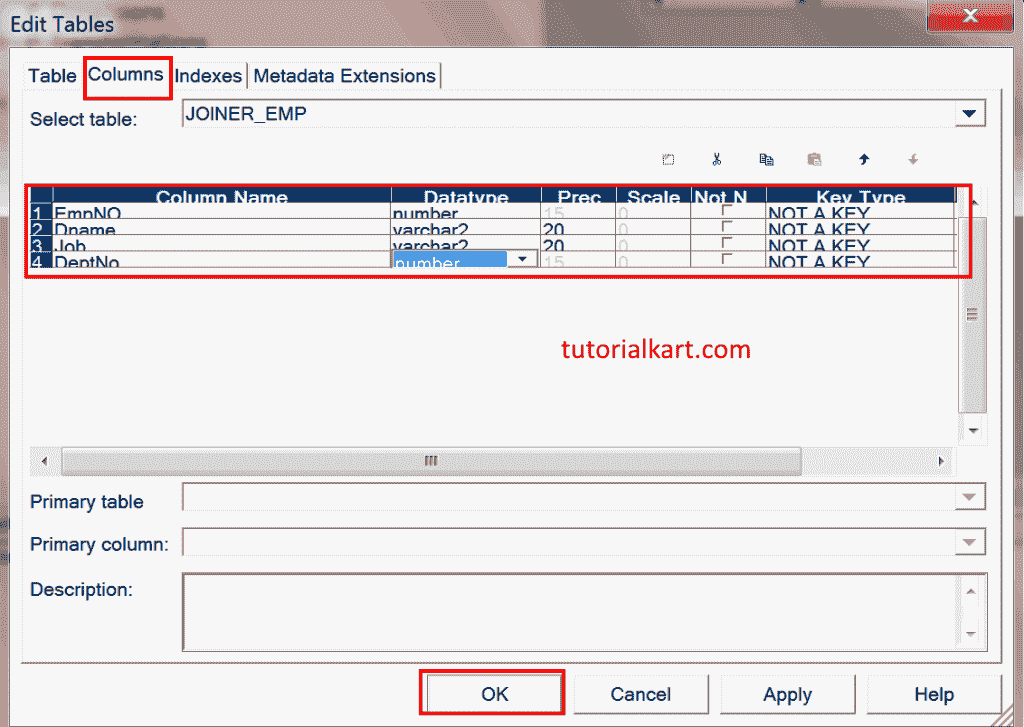 Edit Tables
Table Columns Indexes Metadata Extensions
Select table: JOINER_EMP
Column Name Datatype Prec Scale Not N Key Type
1 EmpNO number 15 0 NOT A KEY
2 Dname varchar2 20 0 NOT A KEY
3 Job varchar2 20 0 NOT A KEY
4 DeptNo number 15 0 NOT A KEY
tutorialkart.com
Primary table
Primary column:
Description:
OK Cancel Apply Help